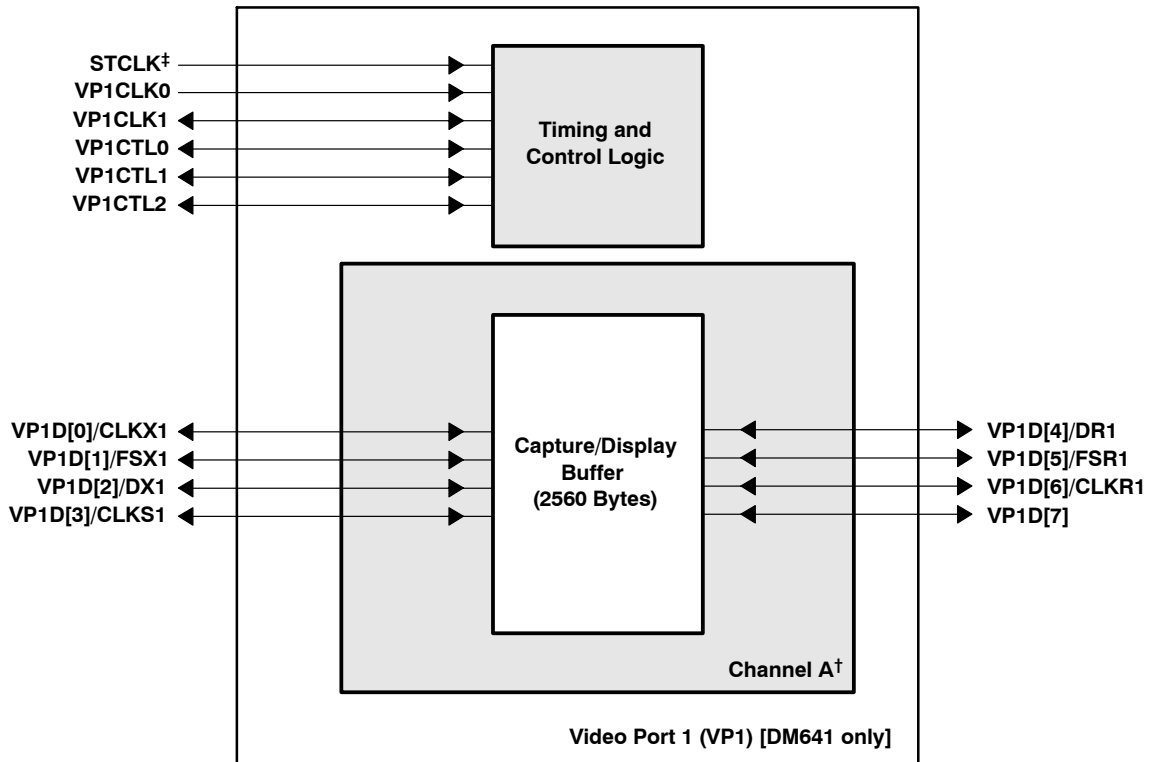 STCLK‡
VP1CLK0
VP1CLK1
VP1CTL0
VP1CTL1
VP1CTL2
Timing and
Control Logic
VP1D[0]/CLKX1
VP1D[1]/FSX1
VP1D[2]/DX1
VP1D[3]/CLKS1
Capture/Display
Buffer
(2560 Bytes)
VP1D[4]/DR1
VP1D[5]/FSR1
VP1D[6]/CLKR1
VP1D[7]
Channel A†
Video Port 1 (VP1) [DM641 only]